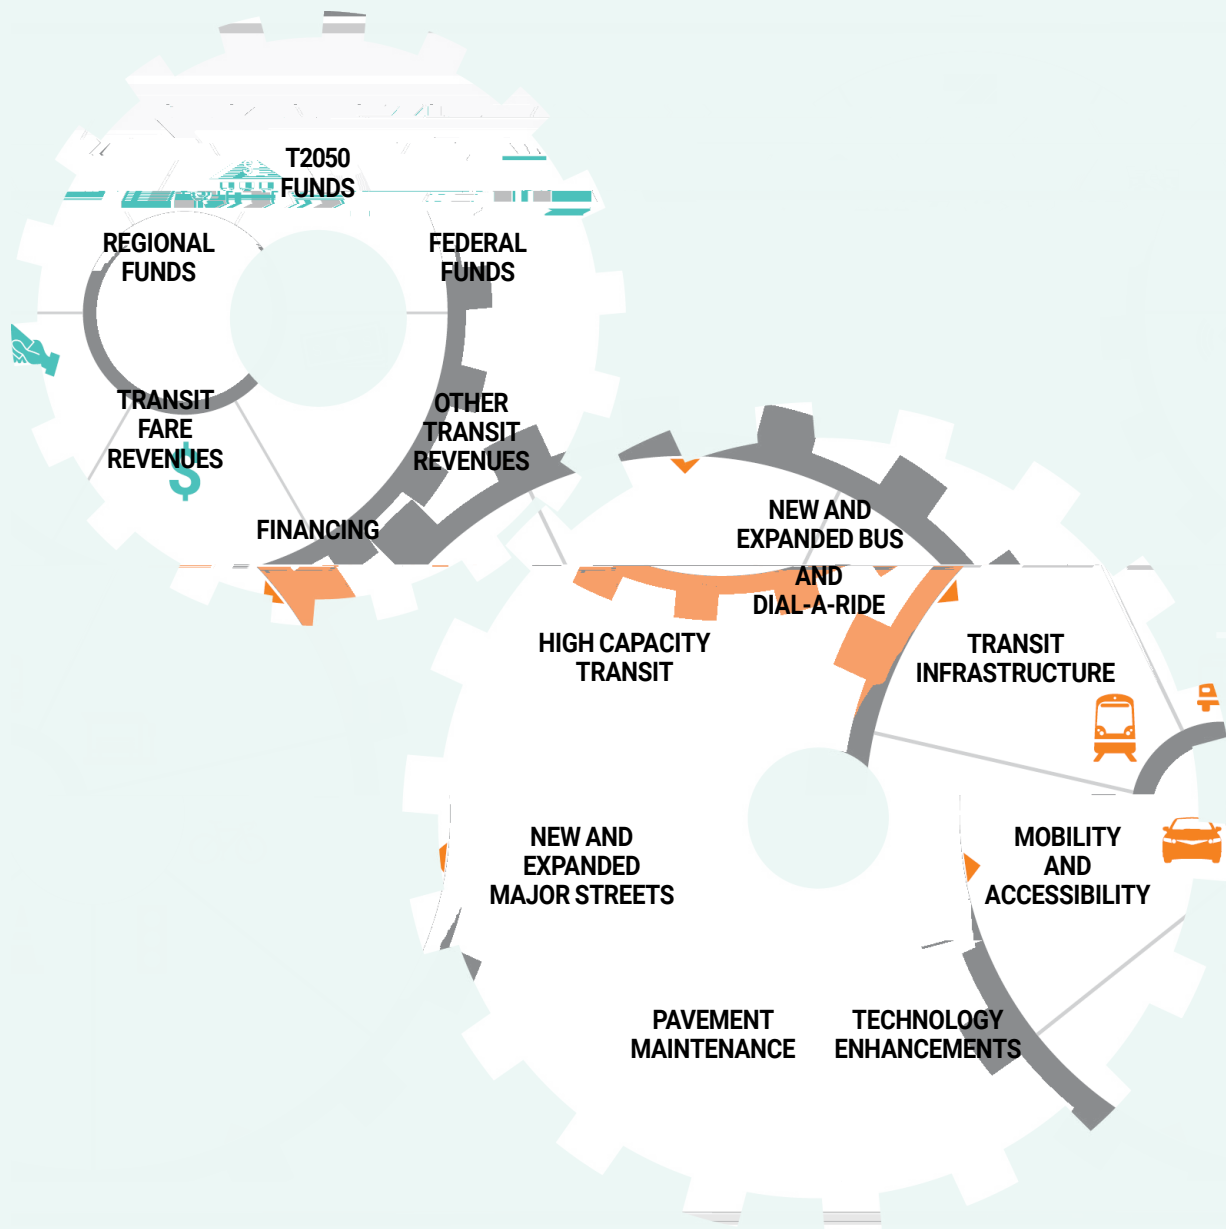 T2050
FUNDS
REGIONAL
FUNDS
FEDERAL
FUNDS
TRANSIT
FARE
REVENUES
$
OTHER
TRANSIT
REVENUES
FINANCING
NEW AND
EXPANDED BUS
AND
DIAL-A-RIDE
HIGH CAPACITY
TRANSIT
TRANSIT
INFRASTRUCTURE
NEW AND
EXPANDED
MAJOR STREETS
MOBILITY
AND
ACCESSIBILITY
PAVEMENT
MAINTENANCE
TECHNOLOGY
ENHANCEMENTS